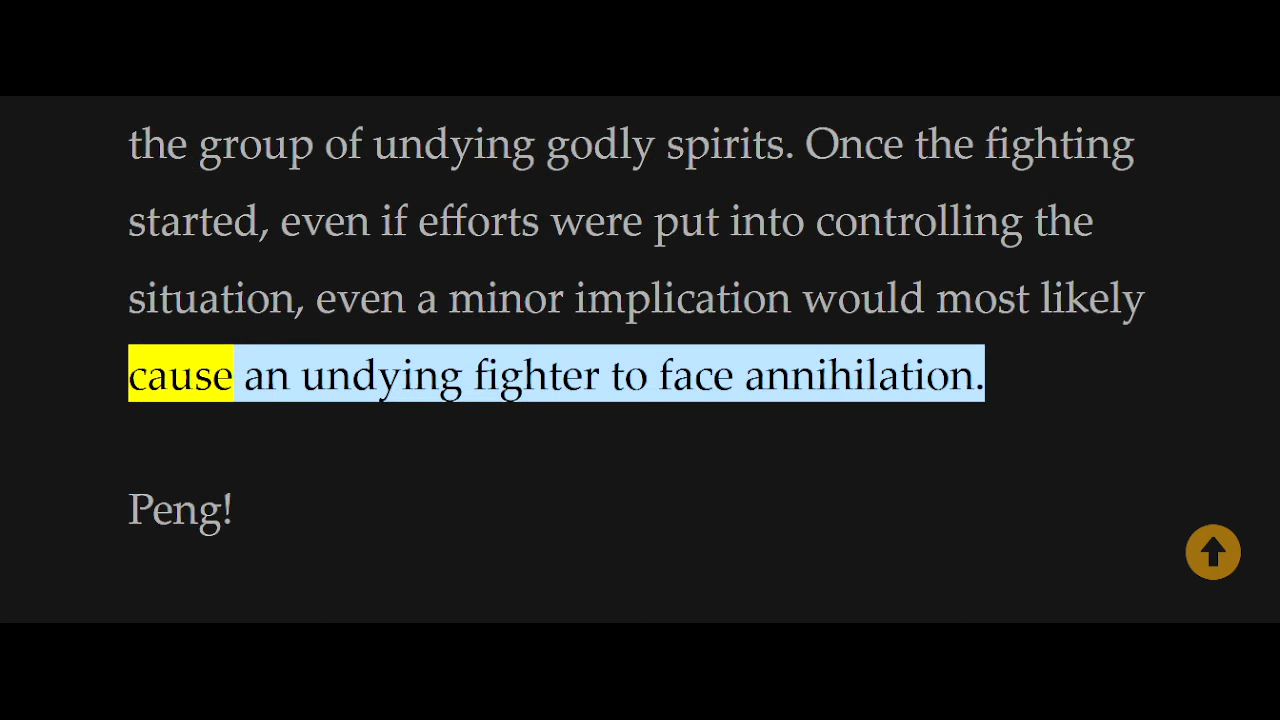 the group of undying godly spirits. Once the fighting
started, even if efforts were put into controlling the
situation, even a minor implication would most likely
cause an undying fighter to face annihilation.
Peng!